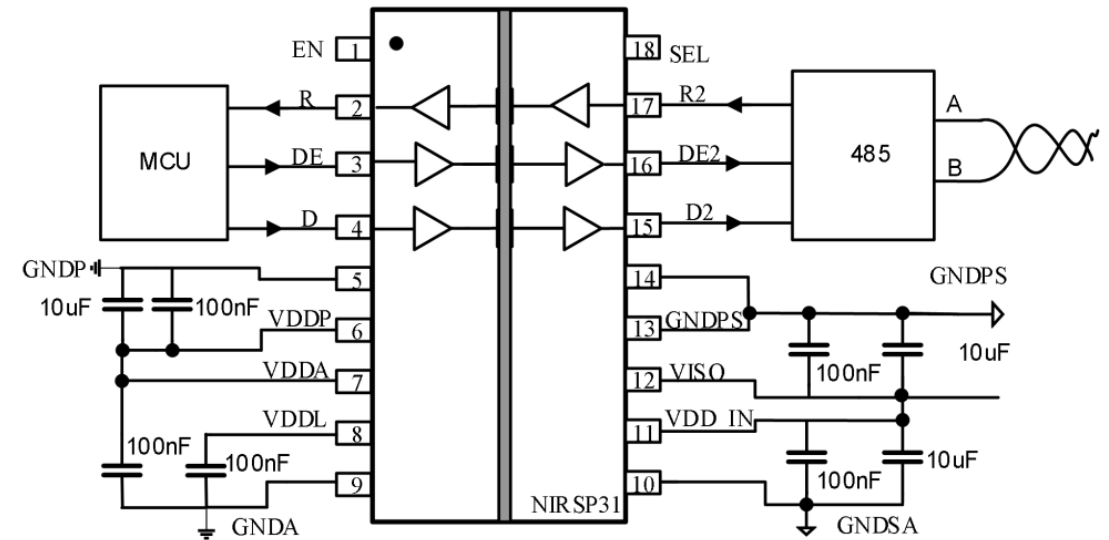 EN 1 18 SEL
R 2 17 R2
MCU DE 3 16 DE2 485 A B
D 4 15 D2
GNDP 5 14 GNDPS
10uF 100nF VDDP 6 13 GNDPS
VDDA 7 12 VISO 100nF 10uF
VDDL 8 11 VDD IN
100nF 100nF 9 10 100nF 10uF
NIRSP31
GNDA GNDSA